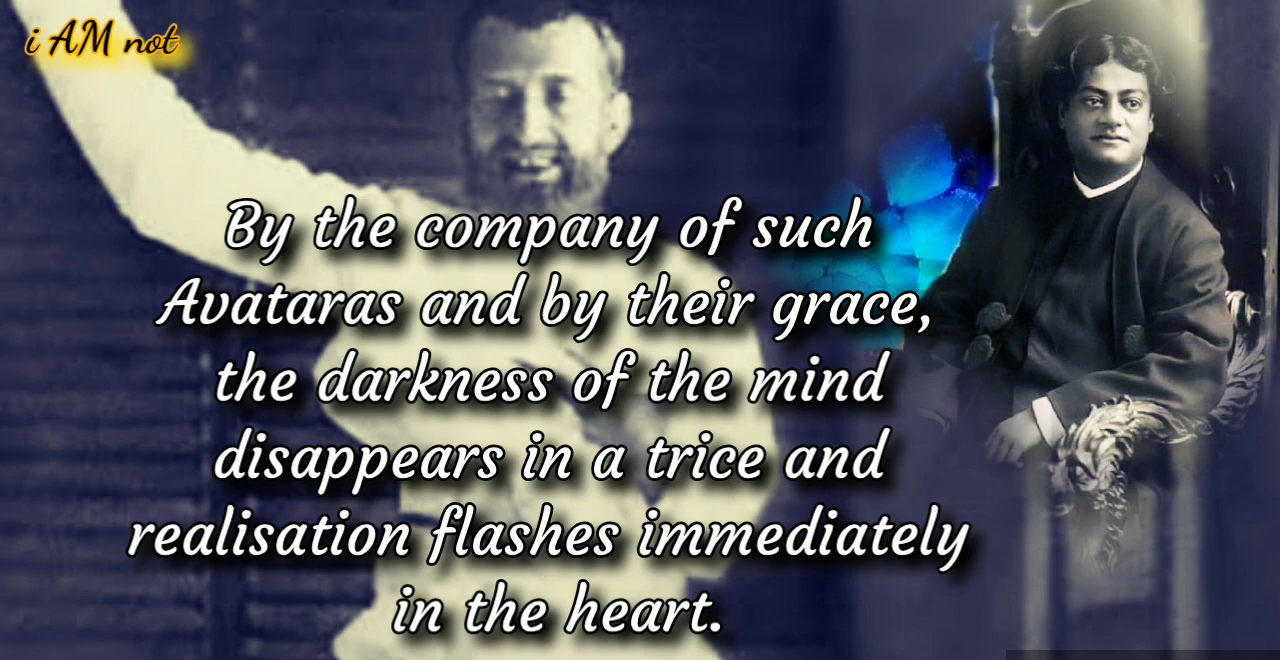 i AM not
By the company of such
Avataras and by their grace,
the darkness of the mind
disappears in a trice and
realisation flashes immediately
in the heart.